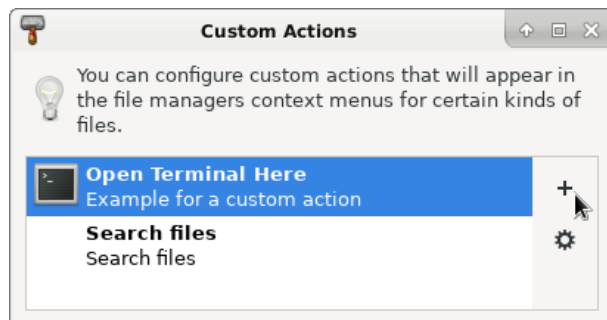 Custom Actions
You can configure custom actions that will appear in
the file managers context menus for certain kinds of
files.
Open Terminal Here
Example for a custom action
Search files
Search files